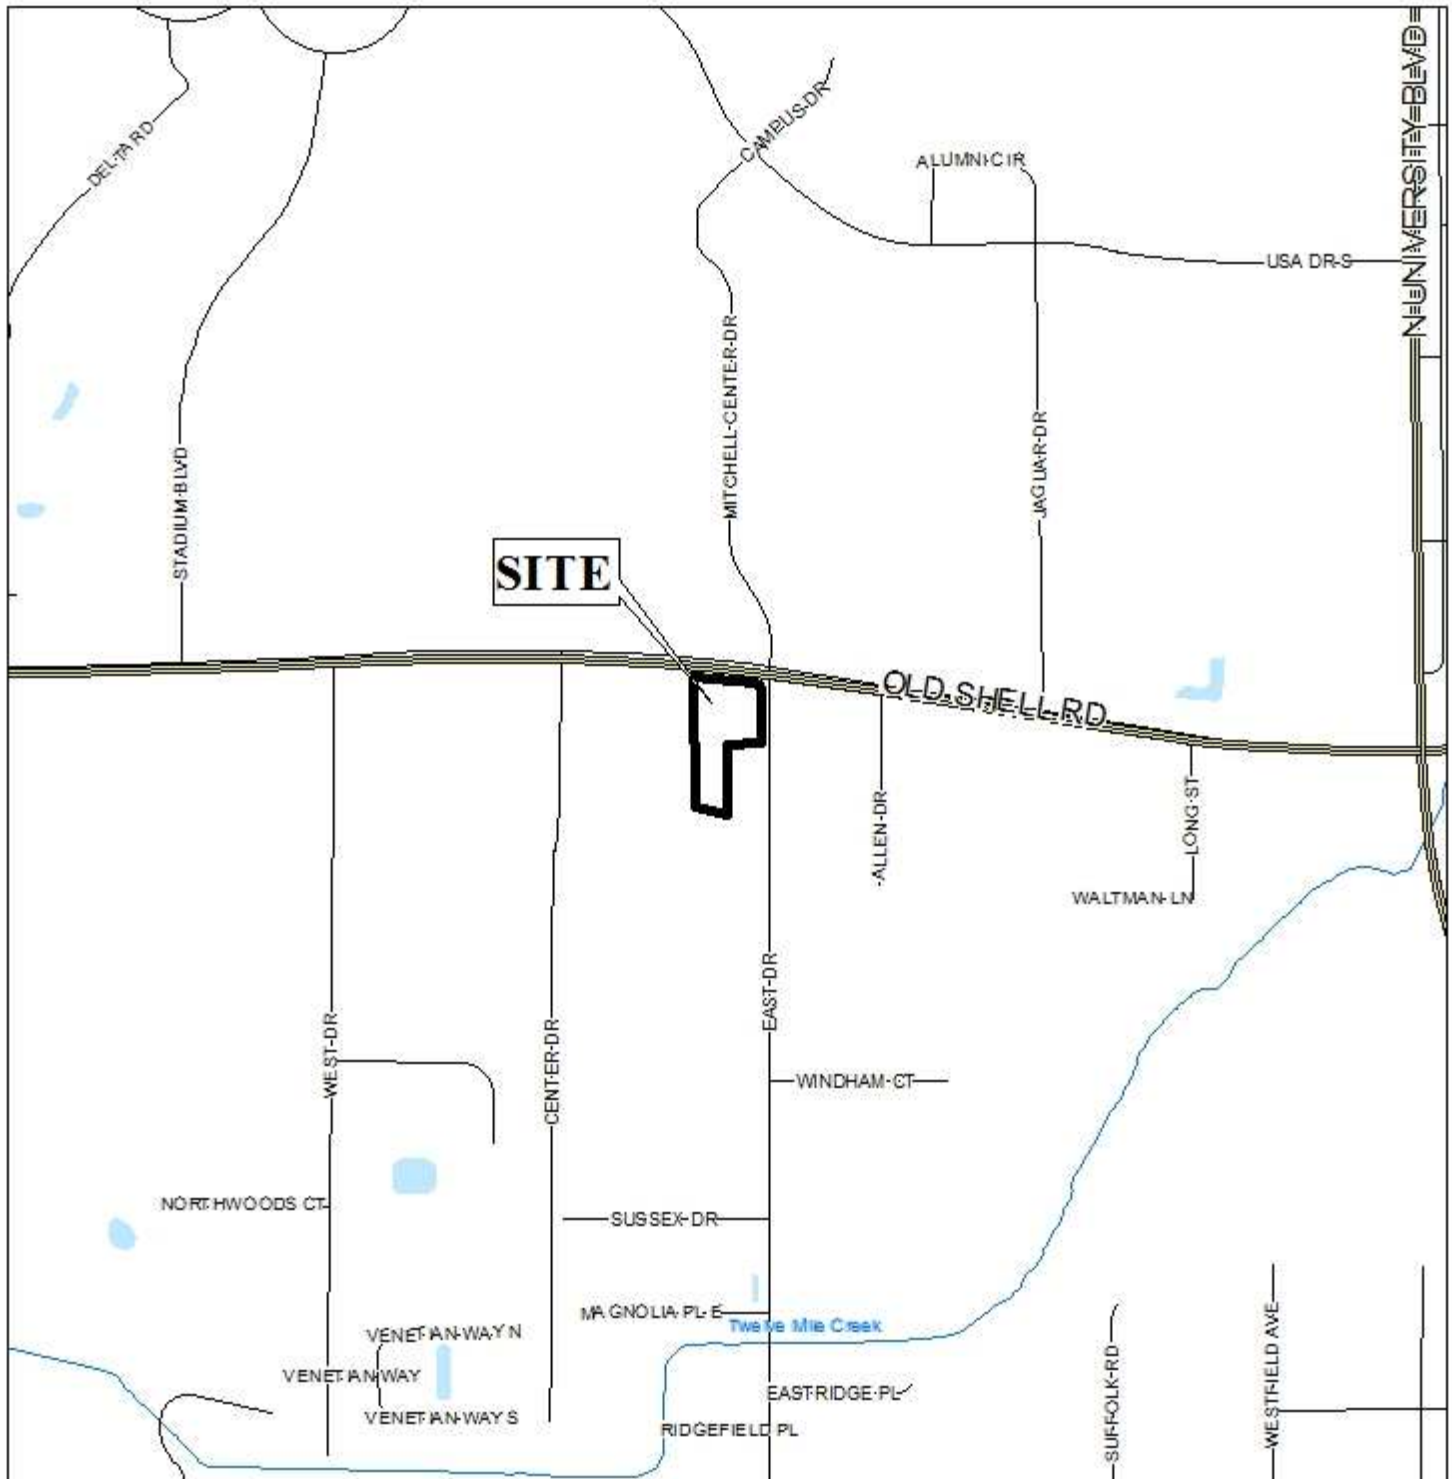 N UNIVERSITY BLVD
CAMPUS DR
DELTA RD
ALUMNI CIR
USA DR S
MITCHELL CENTER DR
JAGUAR DR
STADIUM BLVD
SITE
OLD SHELL RD
ALLEN DR
LONG ST
WALTMAN LN
EAST DR
WEST DR
CENTER DR
WINDHAM CT
NORTHWOODS CT
SUSSEX DR
MAGNOLIA PL E
Twelve Mile Creek
VENETIAN WAY N
VENETIAN WAY
VENETIAN WAY S
EASTRIDGE PL
RIDGEFIELD PL
SUFFOLK RD
WESTFIELD AVE